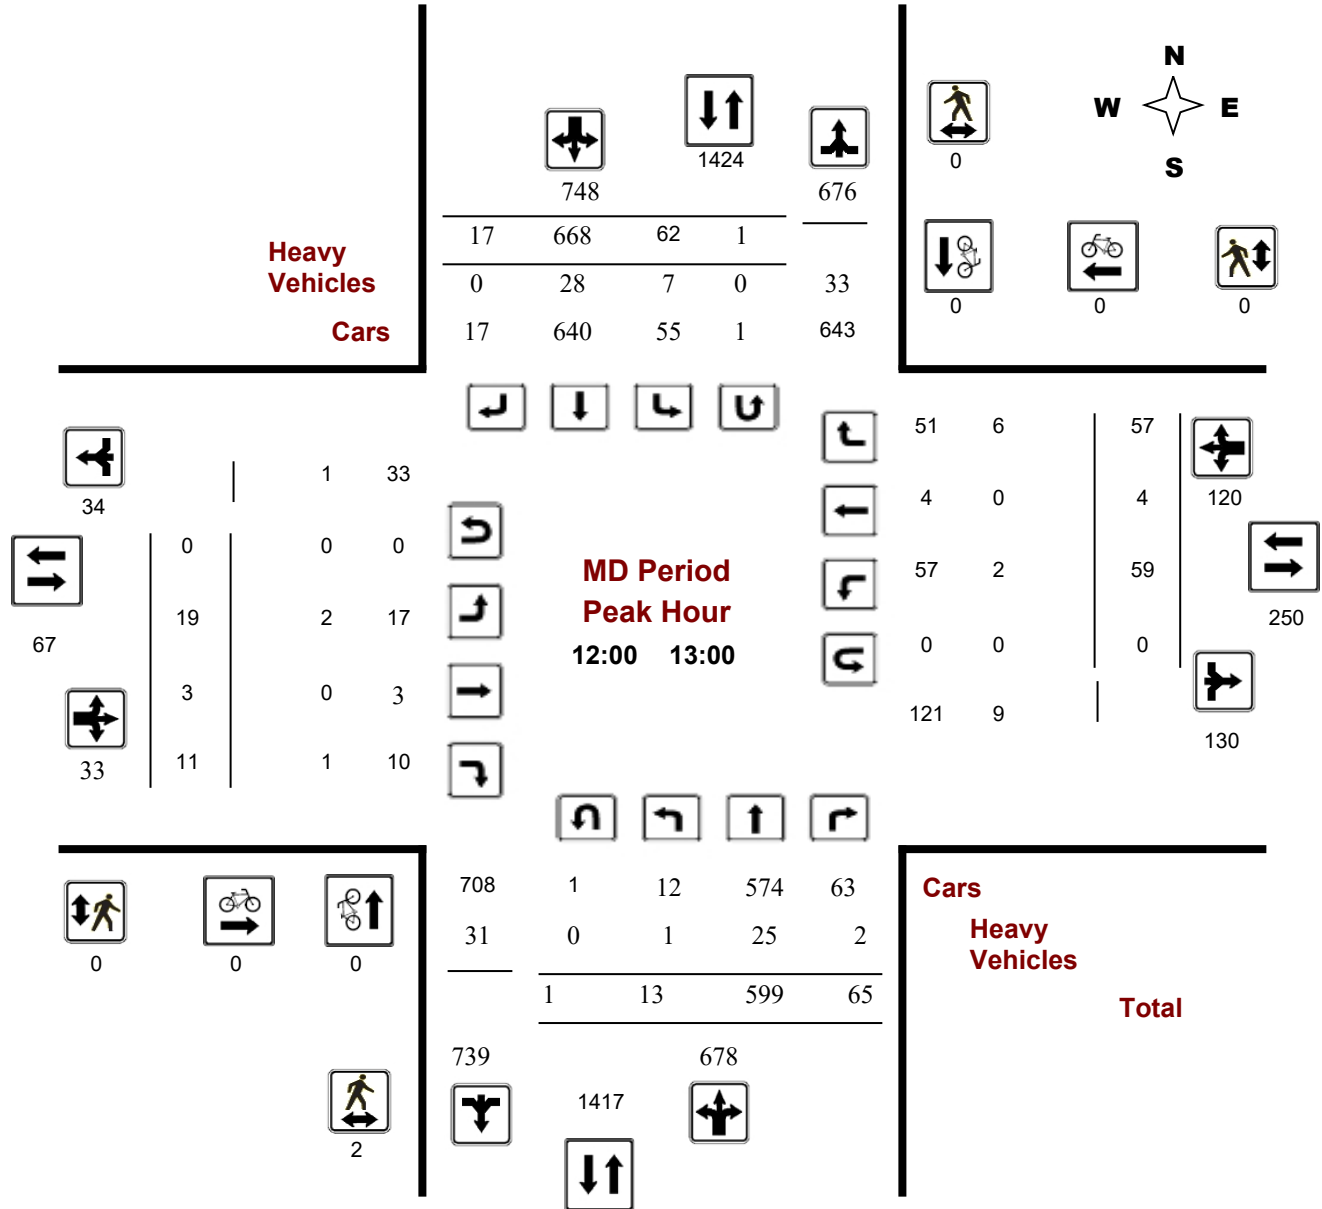 N
W E
S
1424
0
748 676
17 668 62 1
Heavy
Vehicles
0 28 7 0 33
0 0 0
Cars
17 640 55 1 643
51 6 57
1 33
34
4 0 4 120
0 0 0
MD Period
57 2 59
Peak Hour
19 2 17
250
67
12:00 13:00
0 0 0
3 0 3
121 9
130
33 11 1 10
708 1 12 574 63
Cars
31 0 1 25 2
Heavy
Vehicles
0 0 0
1 13 599 65
Total
739 678
1417
2